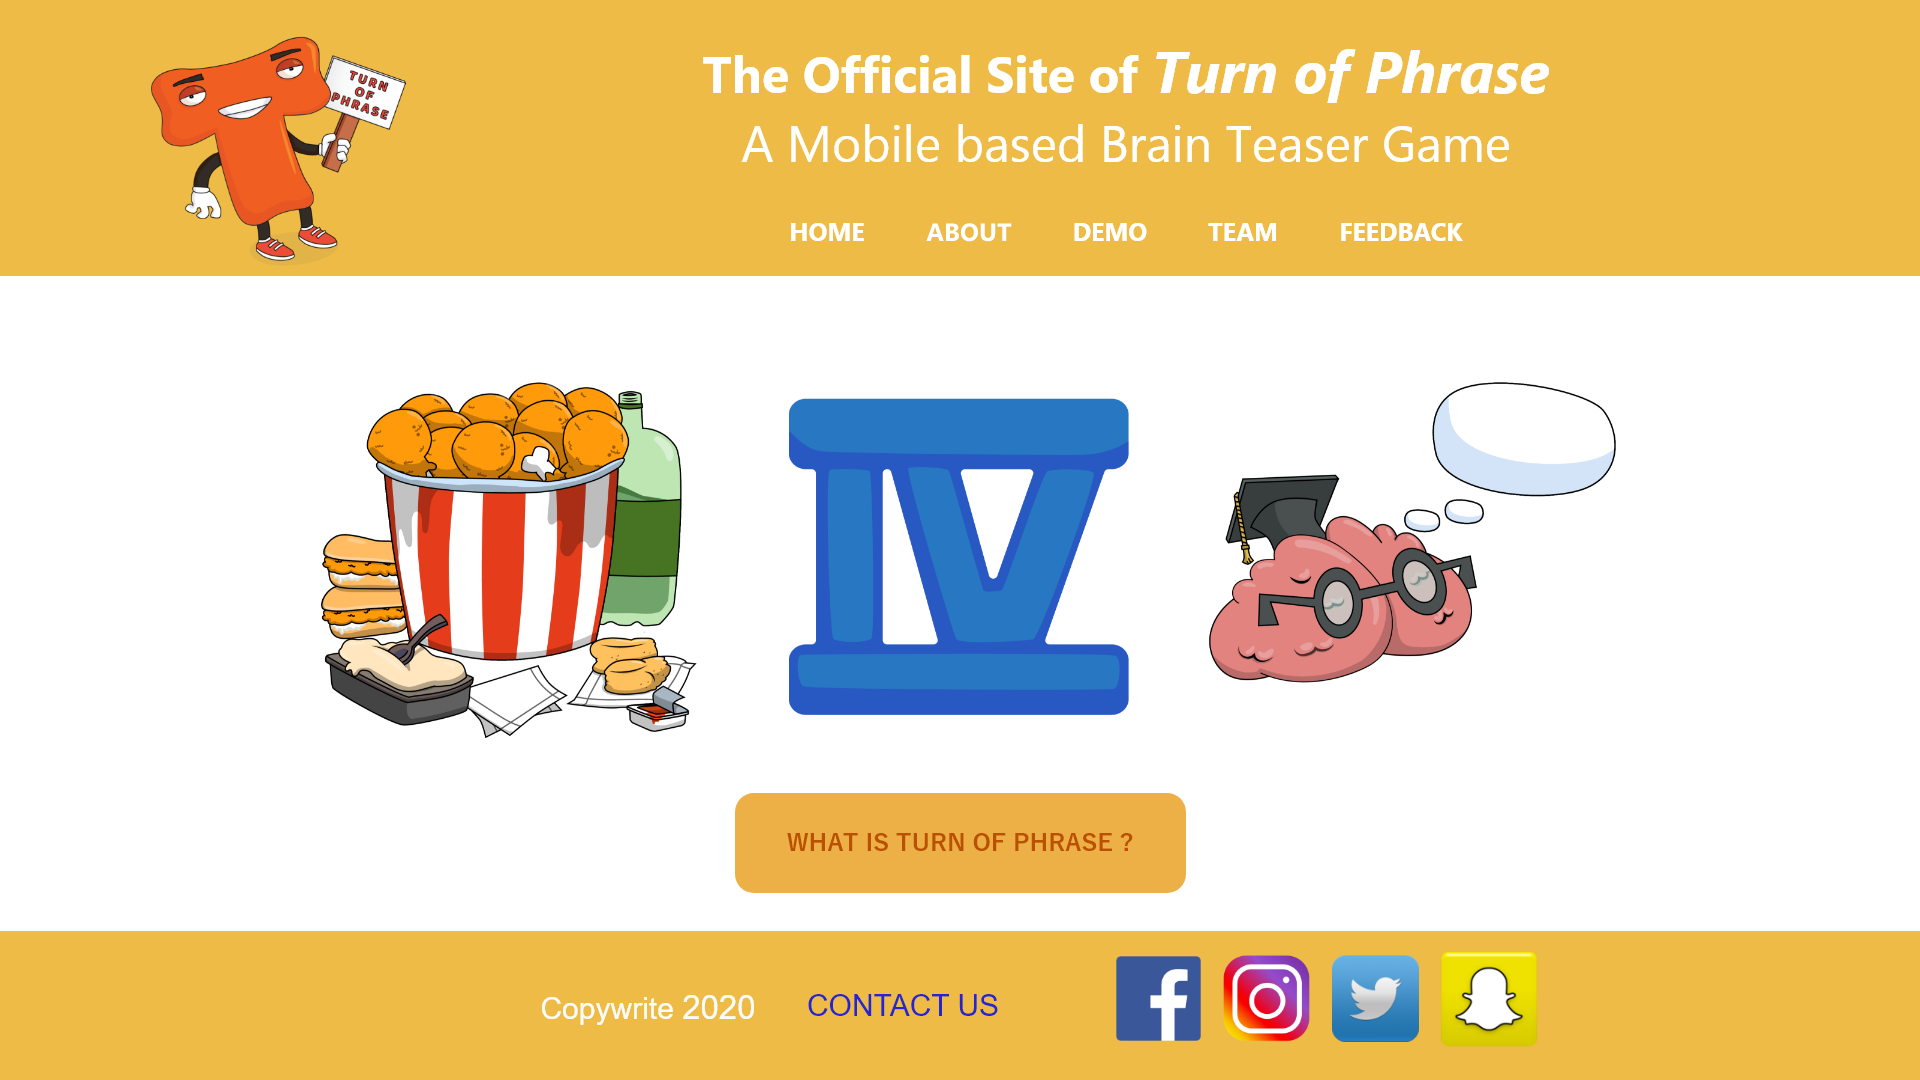 TURN
OF
PHRASE
The Official Site of Turn of Phrase
A Mobile based Brain Teaser Game
HOME ABOUT DEMO TEAM FEEDBACK
IV
WHAT IS TURN OF PHRASE ?
Copywrite 2020 CONTACT US